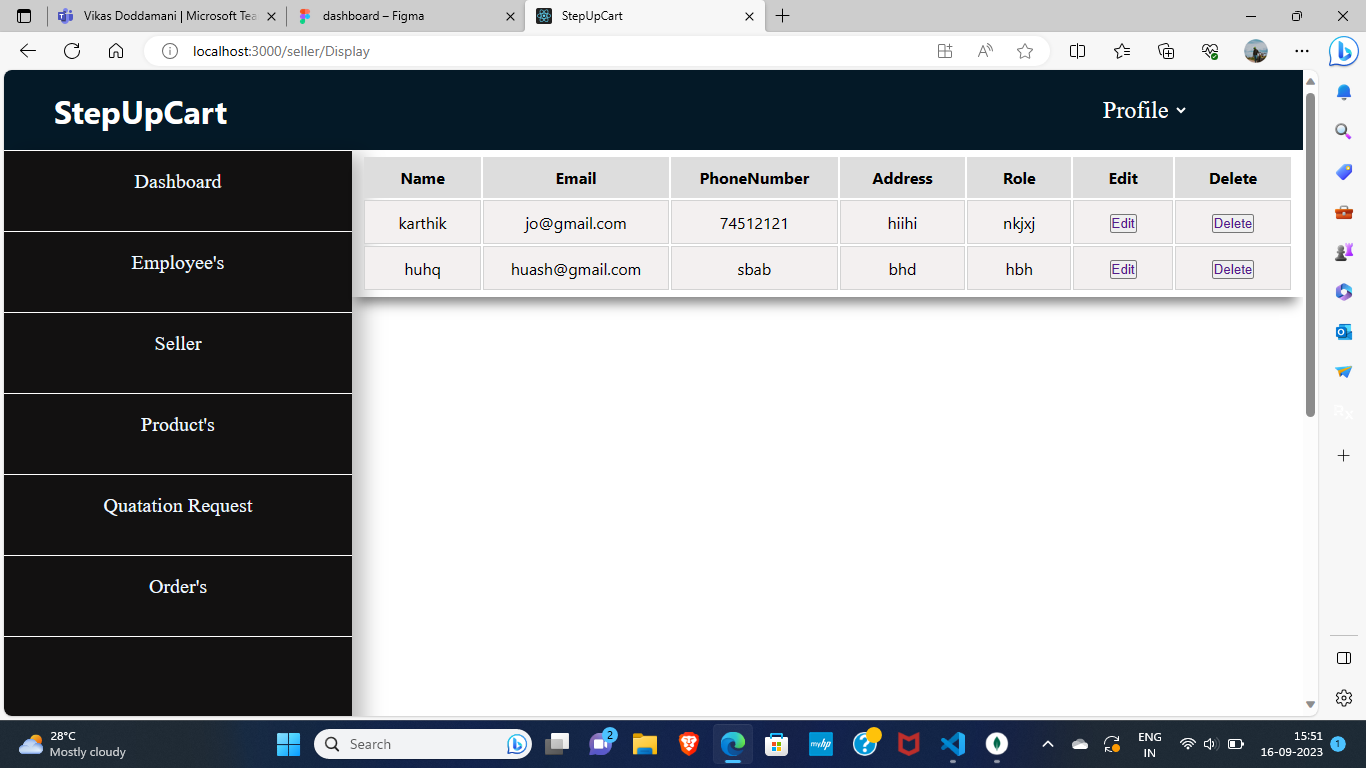 Vikas Doddamani | Microsoft Tea
dashboard – Figma
StepUpCart
localhost:3000/seller/Display
StepUpCart
Profile
Dashboard
Employee's
Seller
Product's
Quatation Request
Order's
Name Email PhoneNumber Address Role Edit Delete
karthik jo@gmail.com 74512121 hiihi nkjxj Edit Delete
huhq huash@gmail.com sbab bhd hbh Edit Delete
Rx
28°C
Mostly cloudy
Search
2
myhp
ENG
IN
15:51
16-09-2023
1